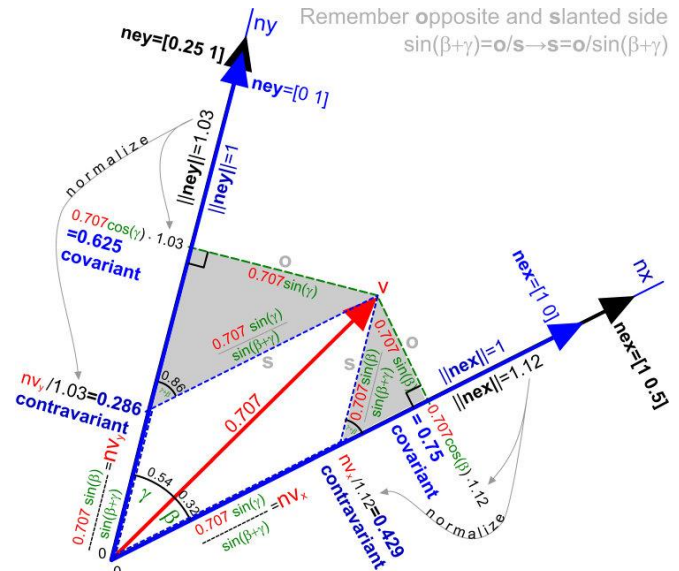 Remember opposite and slanted side
sin(β+γ)=o/s→s=o/sin(β+γ)
ny
ney=[0.25 1]
ney=[0 1]
||ney||=1.03
||ney||=1
normalize
0.707cos(γ) · 1.03
=0.625
covariant
o
0.707sin(γ)
v
nex=[1 0]
nx
nex=[1 0.5]
0.707 sin(γ)
sin(β+γ)
s
s
o
0.707 sin(β)
||nex||=1
||nex||=1.12
0.86
γ+β
0.707
0.707sin(β)
sin(β+γ)
γ+β
0.707cos(β)·1.12
= 0.75
covariant
nvy/1.03=0.286
contravariant
0.54
0.32
γ
β
0.707 sin(β)
sin(β+γ)
=nvy
0.707 sin(γ)
sin(β+γ)
=nvx
nvx/1.12=0.429
contravariant
normalize
0
0